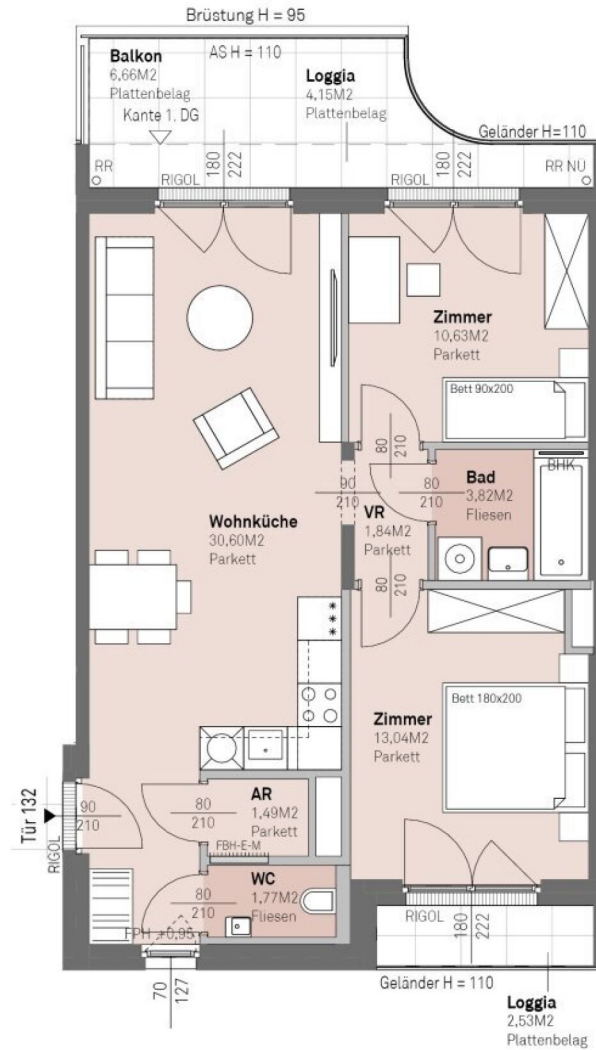 Brüstung H = 95
Balkon
6,66M2
Plattenbelag
Kante 1. DG
AS H = 110
Loggia
4,15M2
Plattenbelag
Geländer H=110
RR
RIGOL
180
222
RIGOL
180
222
RR NÜ
Zimmer
10,63M2
Parkett
Bett 90x200
80
210
90
210
VR
1,84M2
Parkett
80
210
Bad
3,82M2
Fliesen
BHK
Wohnküche
30,60M2
Parkett
80
210
Zimmer
13,04M2
Parkett
Bett 180x200
Tür 132
RIGOL
90
210
80
210
AR
1,49M2
Parkett
FBH-E-M
80
210
WC
1,77M2
Fliesen
FPH +0,95
70
127
RIGOL
180
222
Geländer H = 110
Loggia
2,53M2
Plattenbelag